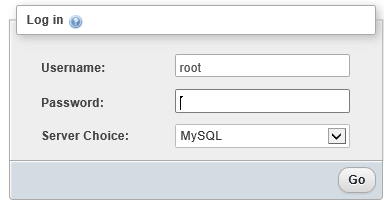 Log in
Username: root
Password:
Server Choice: MySQL
Go